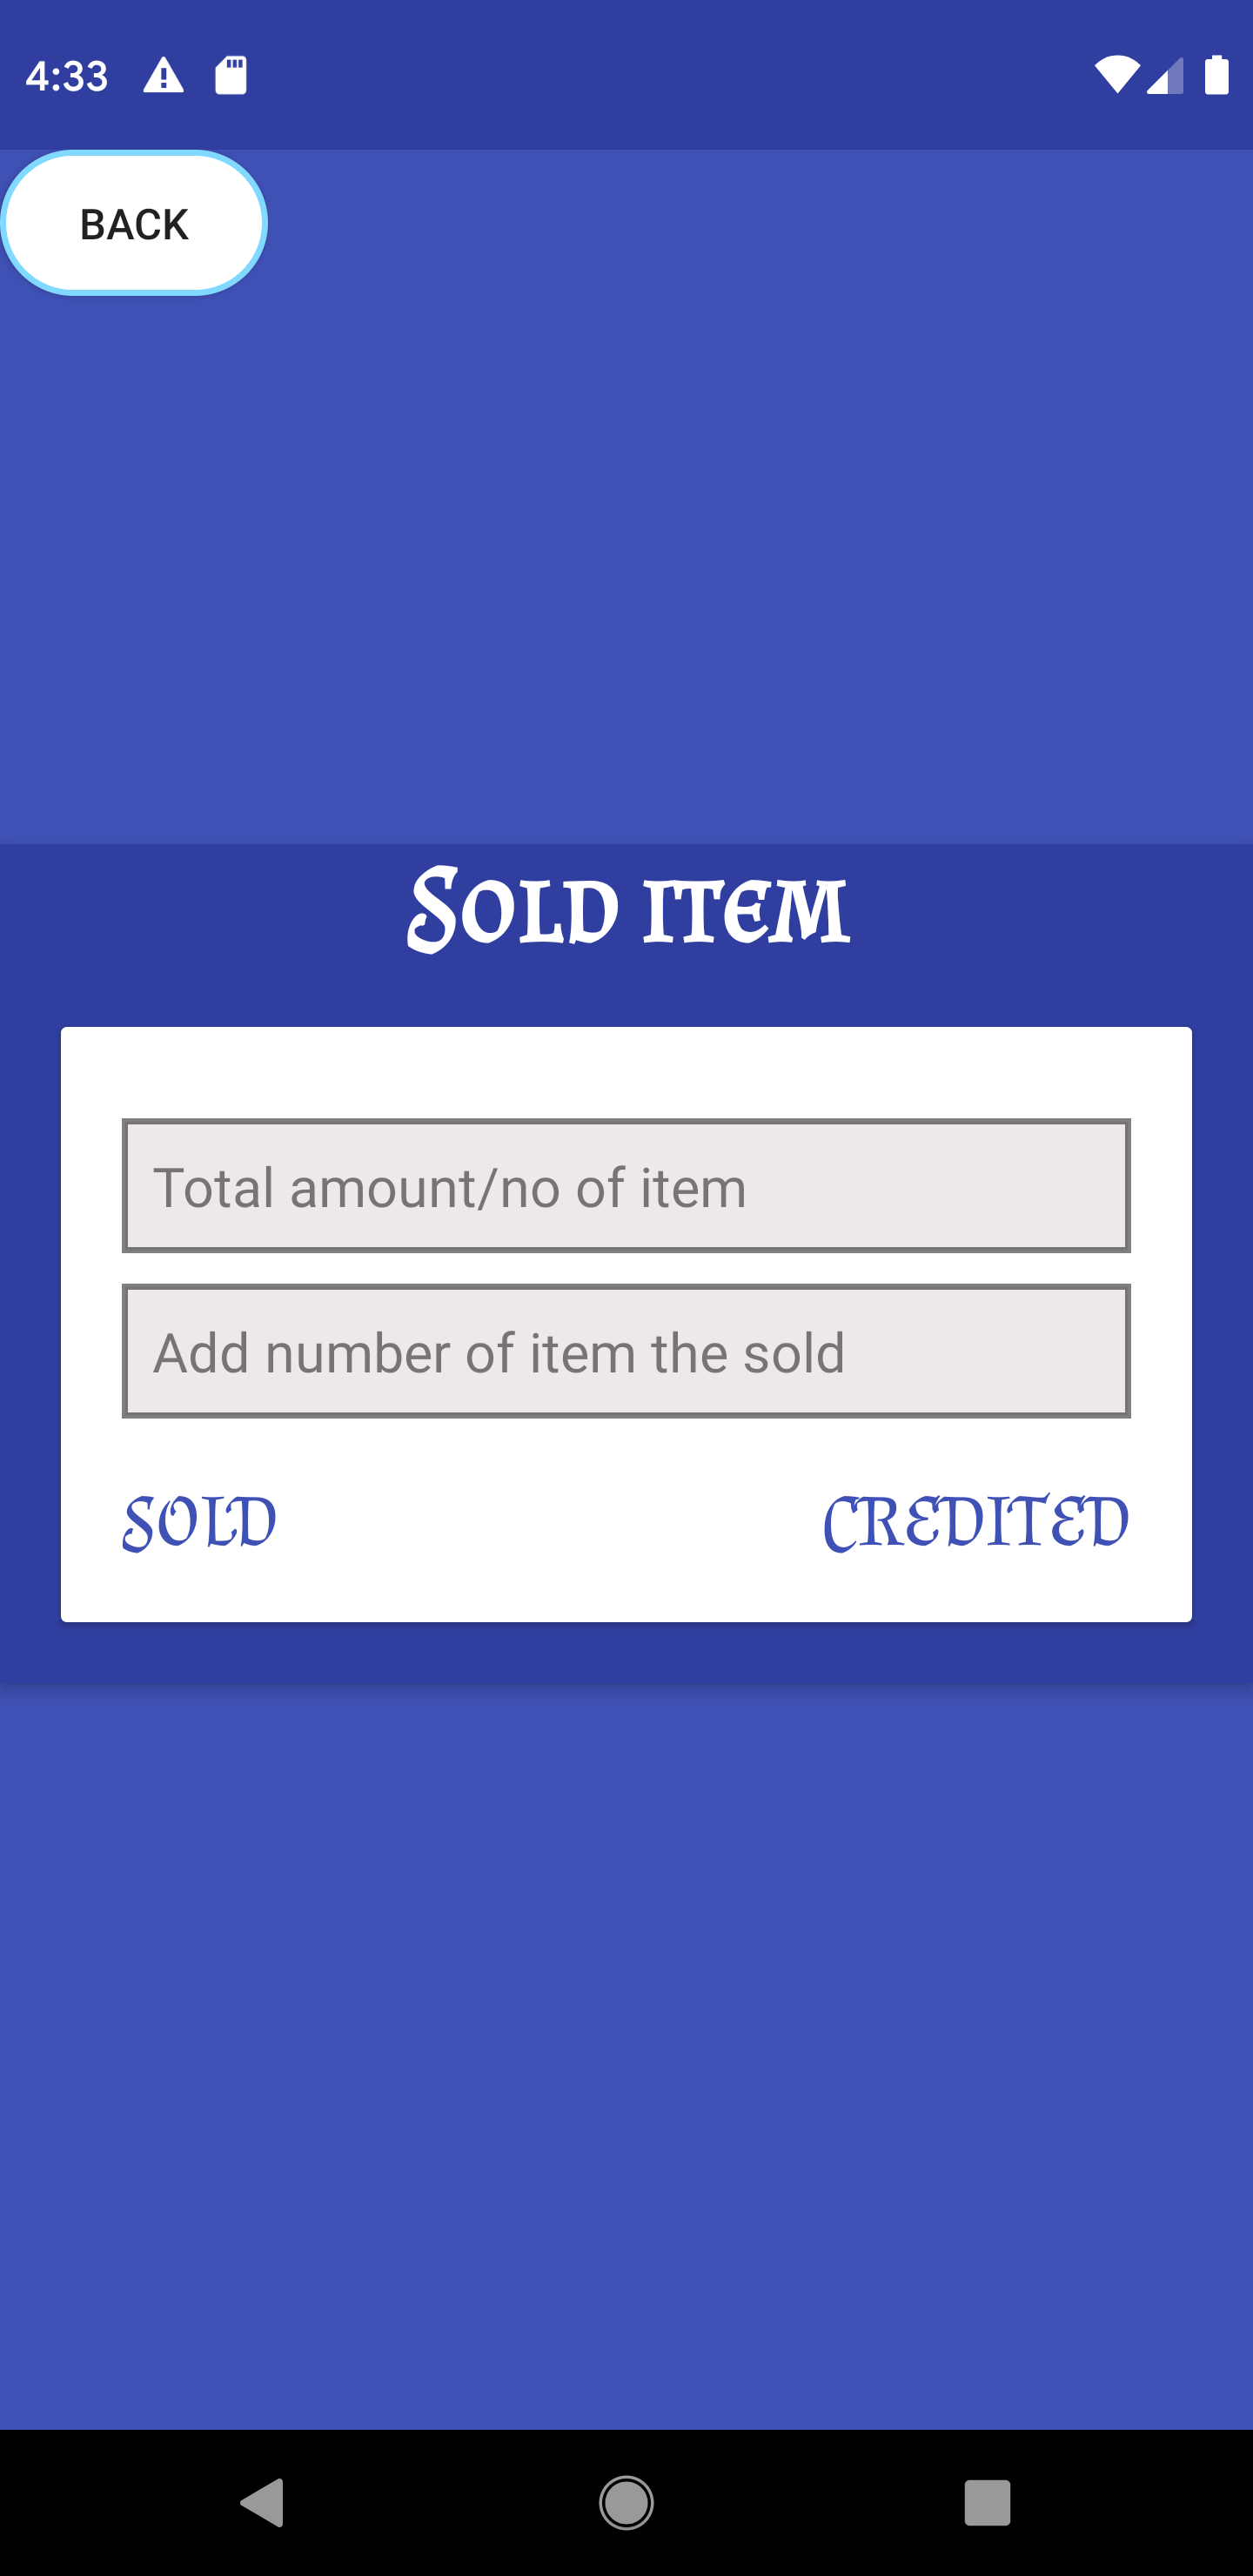 4:33
BACK
Sold item
Total amount/no of item
Add number of item the sold
SOLD CREDITED